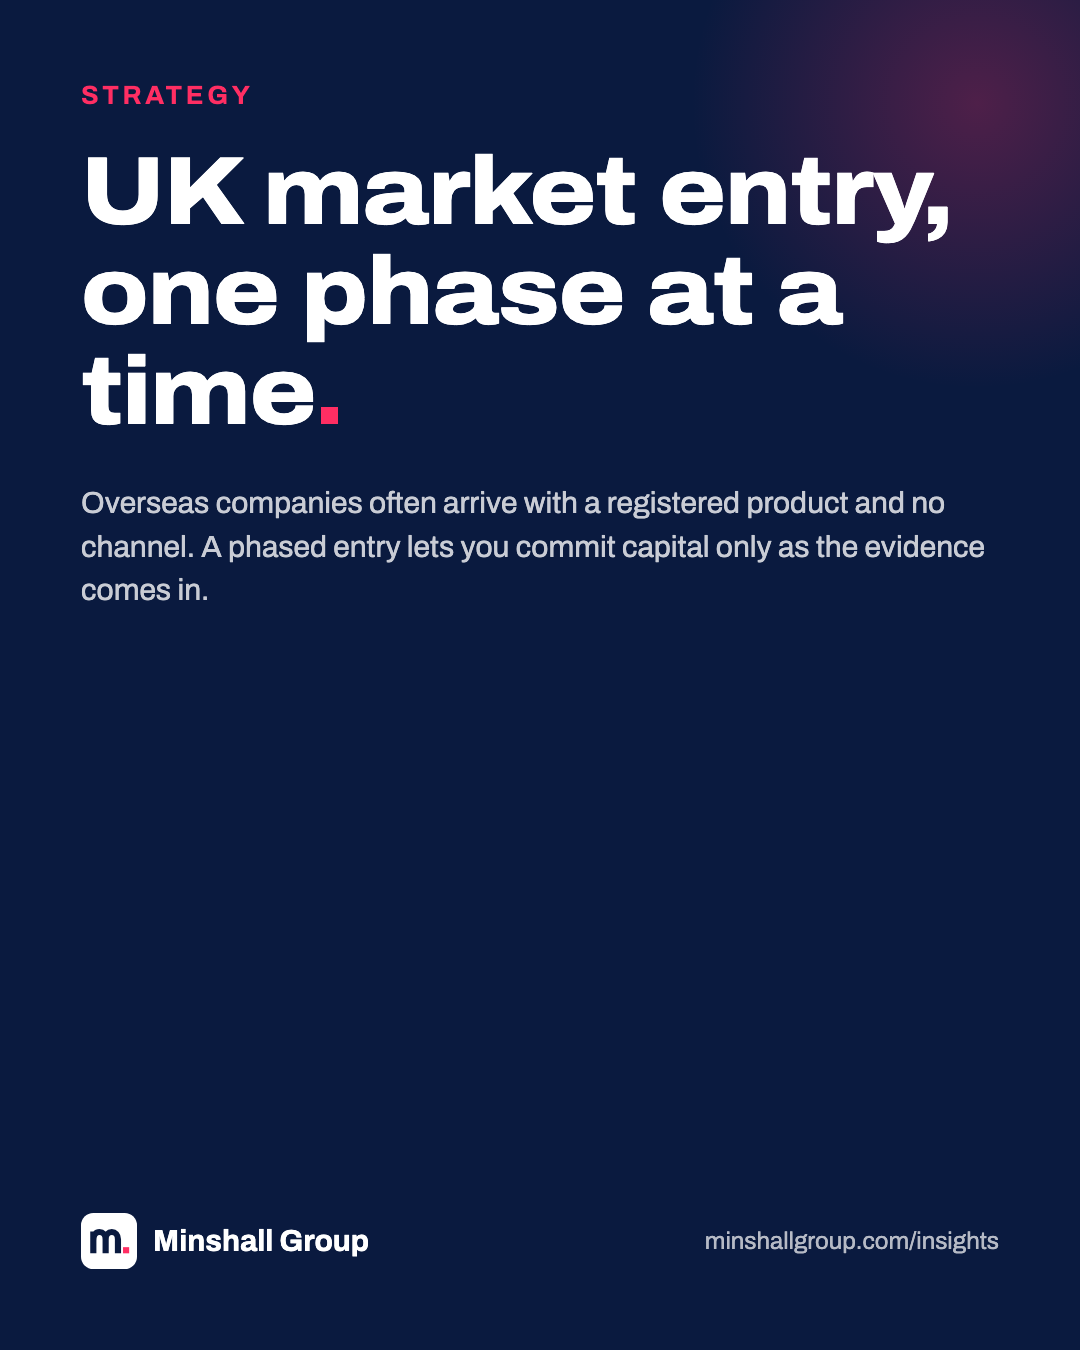 STRATEGY
UK market entry,
one phase at a
time.
Overseas companies often arrive with a registered product and no
channel. A phased entry lets you commit capital only as the evidence
comes in.
m. Minshall Group
minshallgroup.com/insights